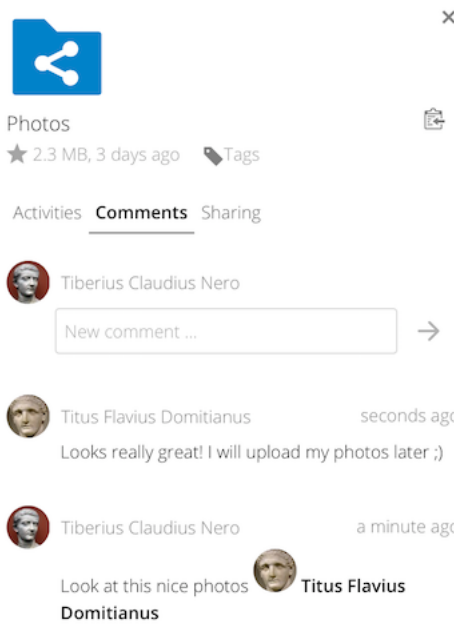 Photos
2.3 MB, 3 days ago Tags
Activities Comments Sharing
Tiberius Claudius Nero
New comment ...
Titus Flavius Domitianus seconds ago
Looks really great! I will upload my photos later ;)
Tiberius Claudius Nero a minute ago
Look at this nice photos Titus Flavius
Domitianus